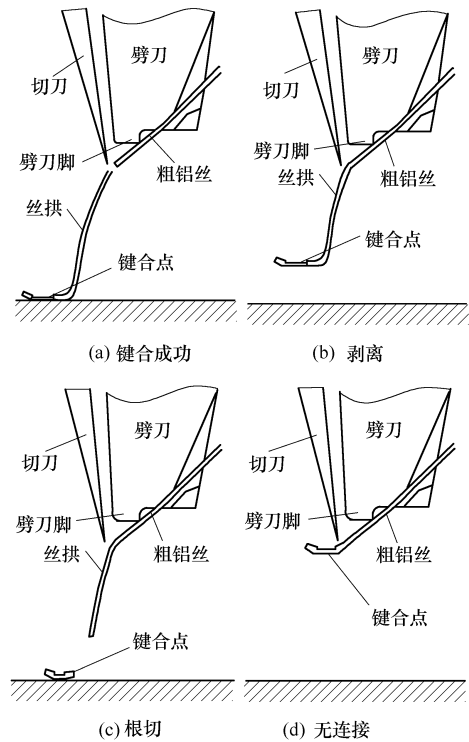 切刀
劈刀
劈刀脚
粗铝丝
丝拱
键合点
(a) 键合成功
切刀
劈刀
劈刀脚
粗铝丝
丝拱
键合点
(b) 剥离
切刀
劈刀
劈刀脚
粗铝丝
丝拱
键合点
(c) 根切
切刀
劈刀
劈刀脚
粗铝丝
键合点
(d) 无连接